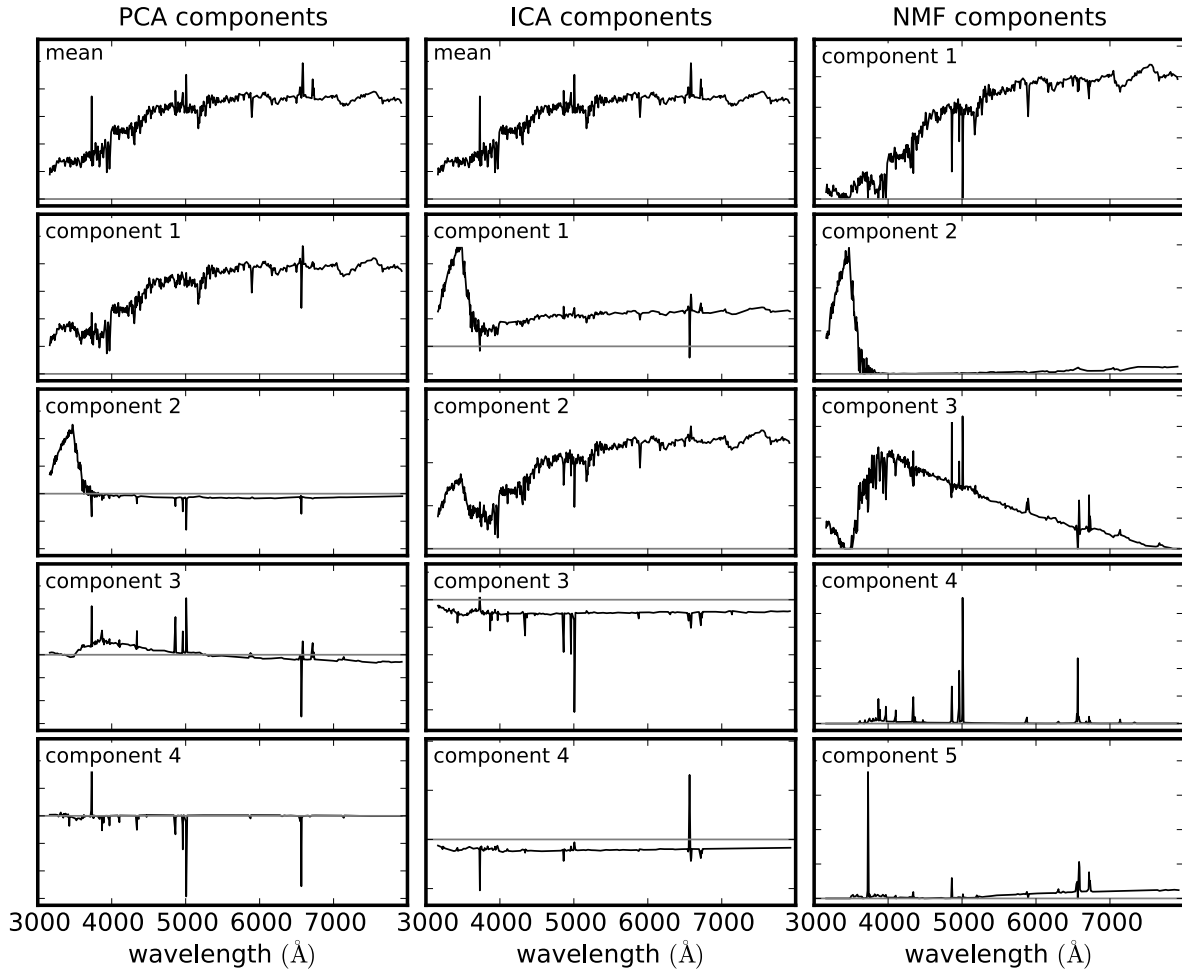 PCA components
ICA components
NMF components
mean
mean
component 1
component 1
component 1
component 2
component 2
component 2
component 3
component 3
component 3
component 4
component 4
component 4
component 5
3000 4000 5000 6000 7000
3000 4000 5000 6000 7000
3000 4000 5000 6000 7000
wavelength (Å)
wavelength (Å)
wavelength (Å)